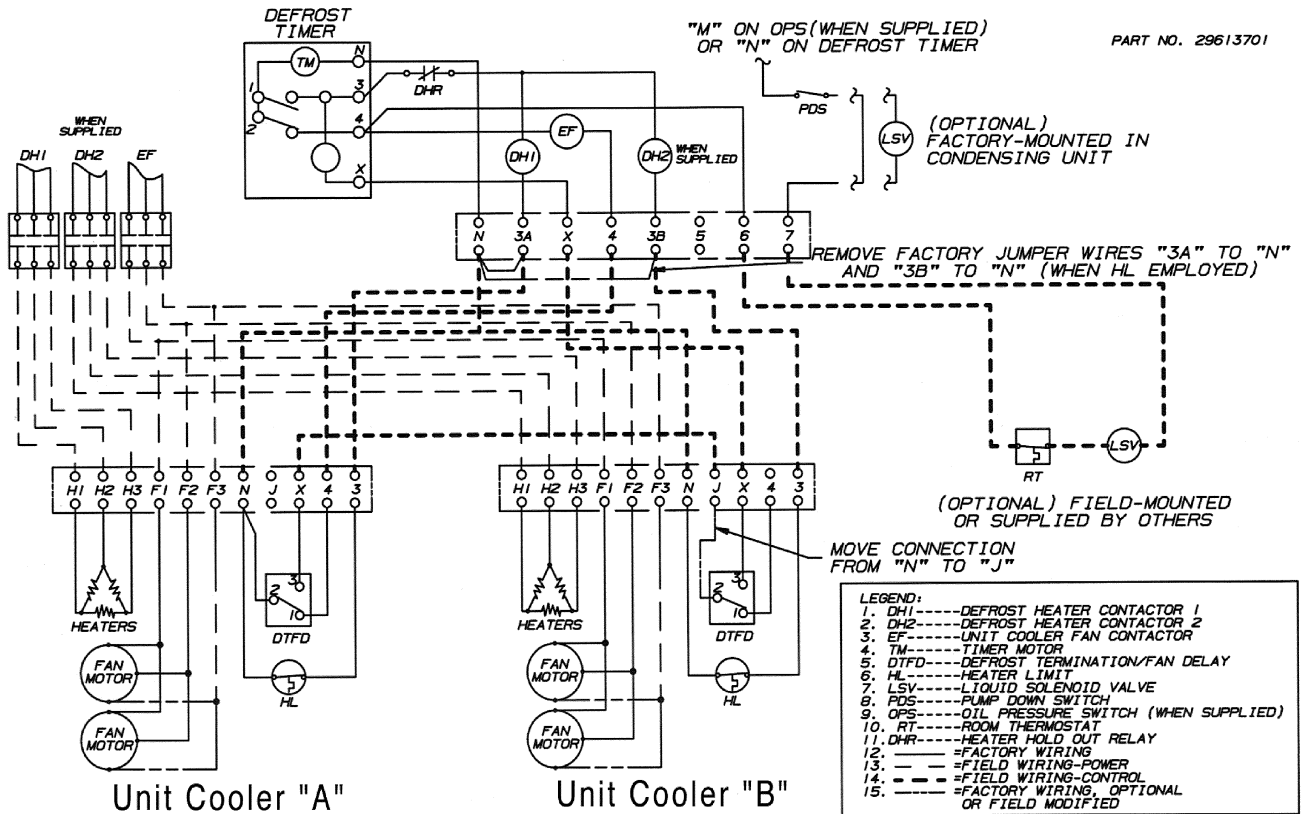 DEFROST
TIMER
"M" ON OPS(WHEN SUPPLIED)
OR "N" ON DEFROST TIMER
PART NO. 29613701
TM
N
1
3
2
4
X
DHR
EF
DH1
DH2
WHEN
SUPPLIED
PDS
LSV
(OPTIONAL)
FACTORY-MOUNTED IN
CONDENSING UNIT
WHEN
SUPPLIED
DH1 DH2 EF
N 3A X 4 3B 5 6 7
REMOVE FACTORY JUMPER WIRES "3A" TO "N"
AND "3B" TO "N" (WHEN HL EMPLOYED)
RT
LSV
(OPTIONAL) FIELD-MOUNTED
OR SUPPLIED BY OTHERS
H1 H2 H3 F1 F2 F3 N J X 4 3
HEATERS
2
3
1
DTFD
HL
FAN
MOTOR
FAN
MOTOR
Unit Cooler "A"
H1 H2 H3 F1 F2 F3 N J X 4 3
MOVE CONNECTION
FROM "N" TO "J"
HEATERS
2
3
1
DTFD
HL
FAN
MOTOR
FAN
MOTOR
Unit Cooler "B"
LEGEND:
1. DH1-----DEFROST HEATER CONTACTOR 1
2. DH2-----DEFROST HEATER CONTACTOR 2
3. EF------UNIT COOLER FAN CONTACTOR
4. TM------TIMER MOTOR
5. DTFD----DEFROST TERMINATION/FAN DELAY
6. HL------HEATER LIMIT
7. LSV-----LIQUID SOLENOID VALVE
8. PDS-----PUMP DOWN SWITCH
9. OPS-----OIL PRESSURE SWITCH (WHEN SUPPLIED)
10. RT-----ROOM THERMOSTAT
11. DHR-----HEATER HOLD OUT RELAY
12. =FACTORY WIRING
13. =FIELD WIRING-POWER
14. =FIELD WIRING-CONTROL
15. =FACTORY WIRING, OPTIONAL
OR FIELD MODIFIED